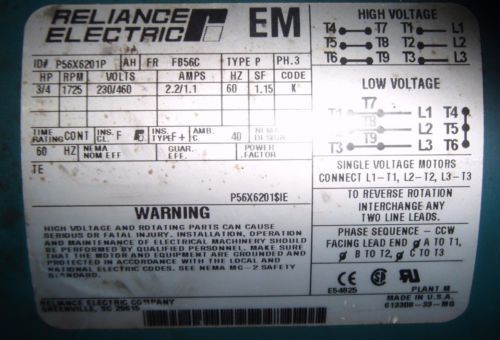 RELIANCE
ELECTRIC
EM
ID# P56X6201P AH FR FB56C TYPE P PH.3
HP RPM VOLTS AMPS HZ SF CODE
3/4 1725 230/460 2.2/1.1 60 1.15 K
TIME RATING CONT INS. CL. F INS. TYPE F+ AMB. C 40 NEMA
60 HZ NEMA NOM EFF GUAR. EFF. POWER FACTOR
TE
P56X6201$IE
WARNING
HIGH VOLTAGE AND ROTATING PARTS CAN CAUSE
SERIOUS OR FATAL INJURY. INSTALLATION, OPERATION
AND MAINTENANCE OF ELECTRICAL MACHINERY SHOULD
BE PERFORMED BY QUALIFIED PERSONNEL. MAKE SURE
THAT THE MOTOR AND EQUIPMENT ARE GROUNDED AND
PROTECTED IN ACCORDANCE WITH THE LOCAL AND
NATIONAL ELECTRIC CODES. SEE NEMA MG-2 SAFETY
STANDARD.
RELIANCE ELECTRIC COMPANY
GREENVILLE, SC 29615
HIGH VOLTAGE
T4 T7 T1 L1
T5 T8 T2 L2
T6 T9 T3 L3
LOW VOLTAGE
T7
T1 L1 T4
T8
T2 L2 T5
T9
T3 L3 T6
SINGLE VOLTAGE MOTORS
CONNECT L1-T1, L2-T2, L3-T3
TO REVERSE ROTATION
INTERCHANGE ANY
TWO LINE LEADS.
PHASE SEQUENCE - CCW
FACING LEAD END ø A TO T1,
ø B TO T2, ø C TO T3
CE
E54825
PLANT M
MADE IN U.S.A.
613308-33-MG